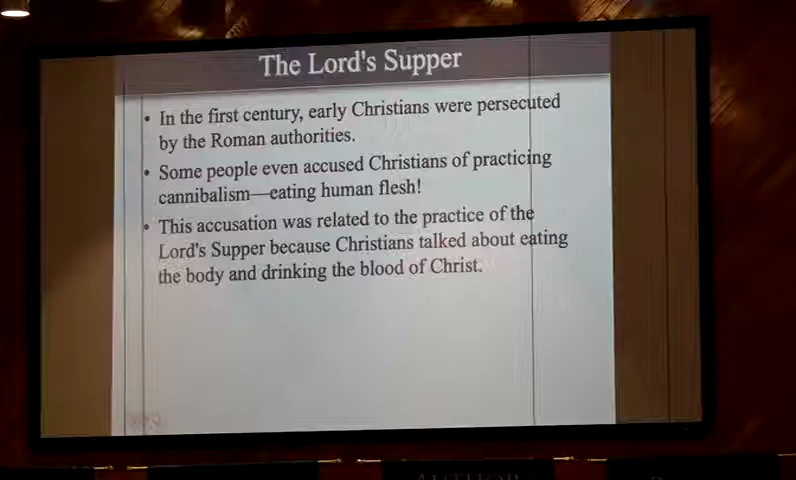 The Lord's Supper
• In the first century, early Christians were persecuted
by the Roman authorities.
• Some people even accused Christians of practicing
cannibalism—eating human flesh!
• This accusation was related to the practice of the
Lord's Supper because Christians talked about eating
the body and drinking the blood of Christ.
AUTHOR